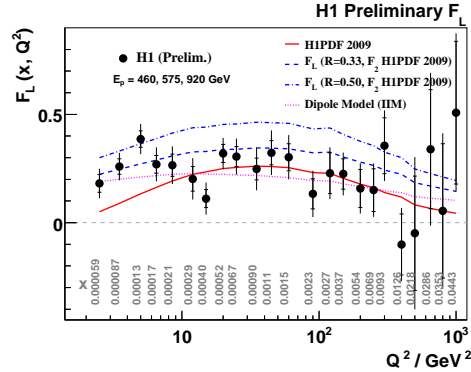 H1 Preliminary F_L
F_L (x, Q²)
H1 (Prelim.)
E_p = 460, 575, 920 GeV
H1PDF 2009
F_L (R=0.33, F_2 H1PDF 2009)
F_L (R=0.50, F_2 H1PDF 2009)
Dipole Model (IIM)
0.5
0
x
0.000059
0.000087
0.00013
0.00017
0.00021
0.00029
0.00040
0.00052
0.00067
0.00090
0.0011
0.0015
0.0023
0.0027
0.0037
0.0054
0.0069
0.0093
0.0126
0.0218
0.0286
0.0353
0.0443
10
10²
10³
Q² / GeV²